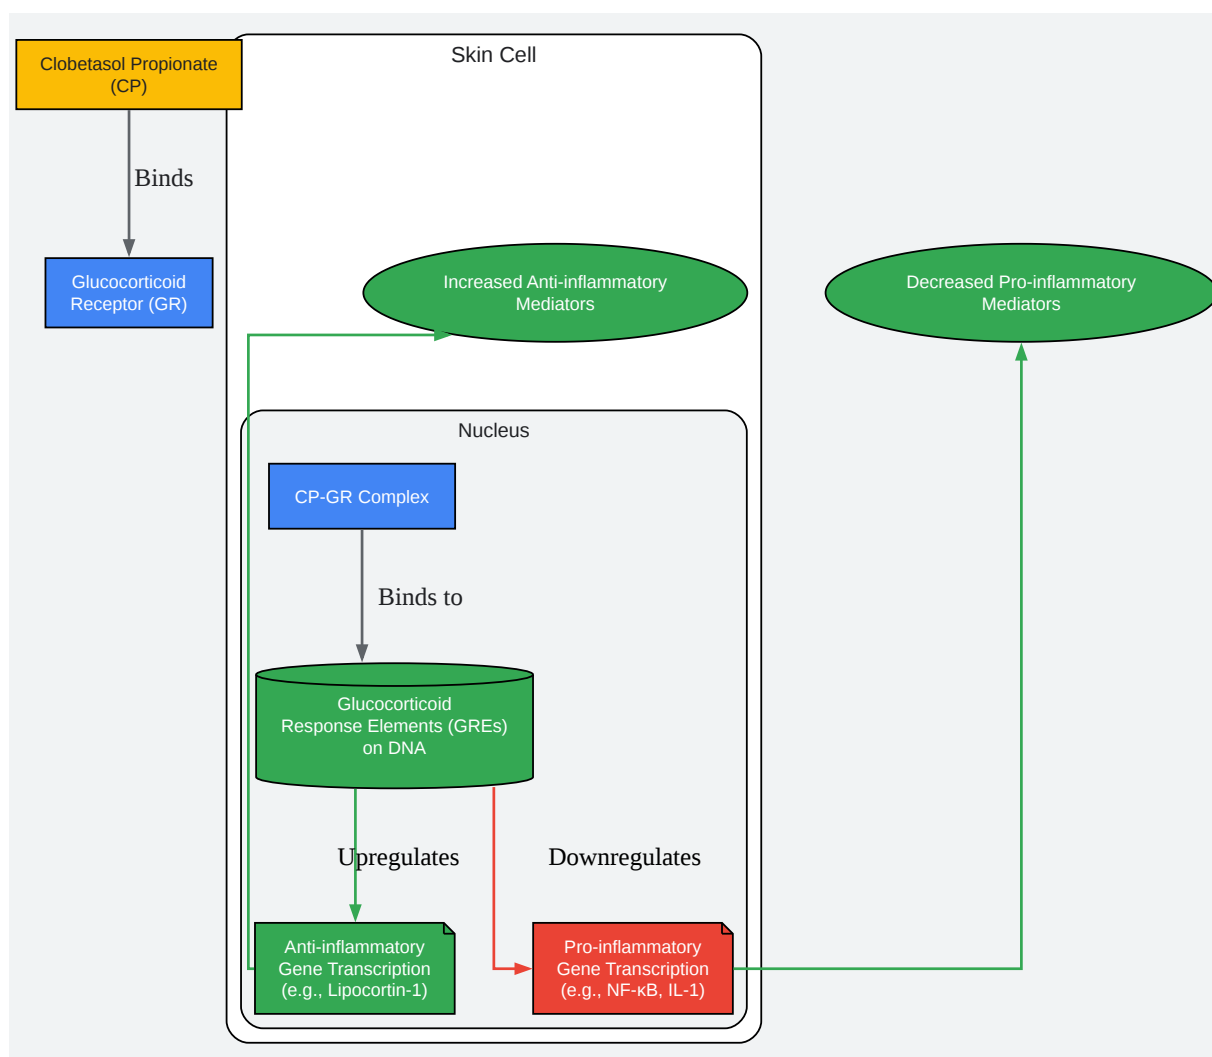 Skin Cell
Clobetasol Propionate
(CP)
Binds
Glucocorticoid
Receptor (GR)
Increased Anti-inflammatory
Mediators
Decreased Pro-inflammatory
Mediators
Nucleus
CP-GR Complex
Binds to
Glucocorticoid
Response Elements (GREs)
on DNA
Upregulates
Downregulates
Anti-inflammatory
Gene Transcription
(e.g., Lipocortin-1)
Pro-inflammatory
Gene Transcription
(e.g., NF-κB, IL-1)